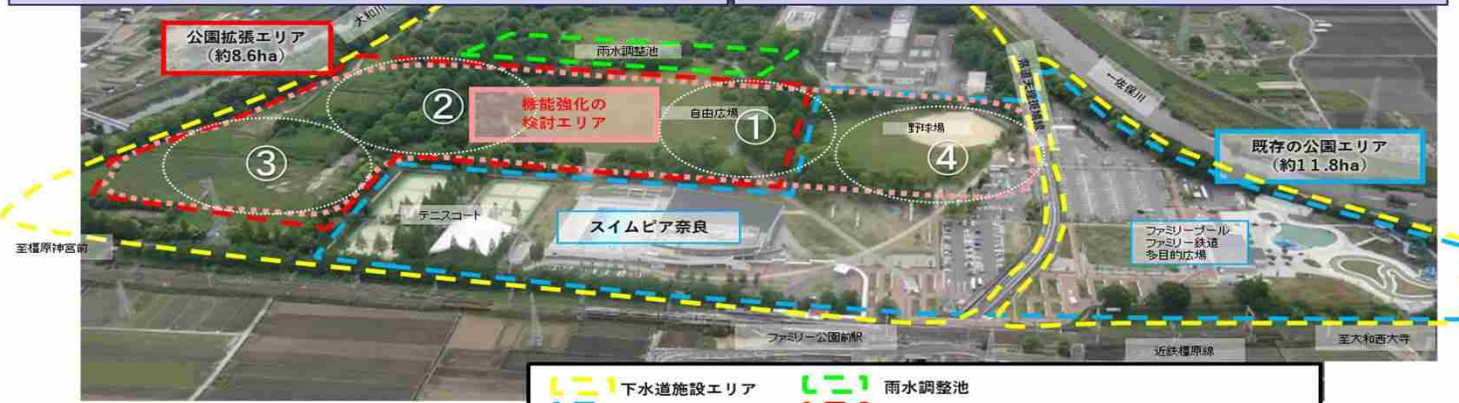 大和川
公園拡張エリア
(約8.6ha)
雨水調整池
一佐保川
②
機能強化の
検討エリア
自由広場
①
野球場
④
既存の公園エリア
(約11.8ha)
③
テニスコート
スイムピア奈良
ファミリープール
ファミリー鉄道
多目的広場
至橿原神宮前
ファミリー公園前駅
近鉄橿原線
至大和西大寺
下水道施設エリア
雨水調整池